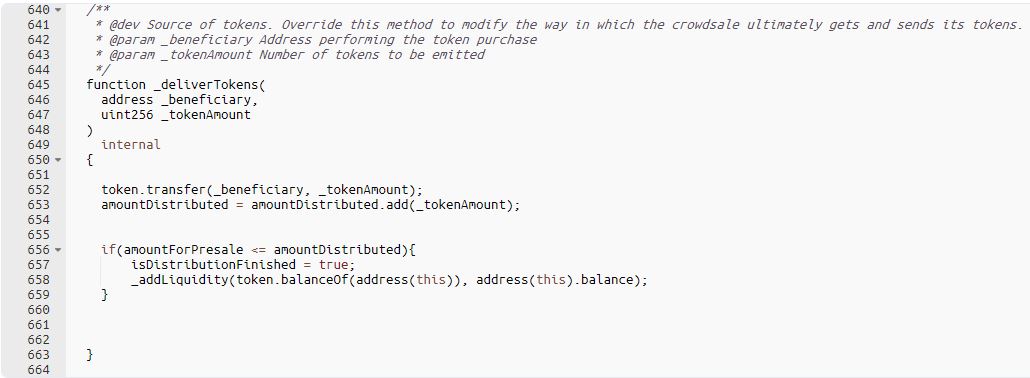 640 /**
641 * @dev Source of tokens. Override this method to modify the way in which the crowdsale ultimately gets and sends its tokens.
642 * @param _beneficiary Address performing the token purchase
643 * @param _tokenAmount Number of tokens to be emitted
644 */
645 function _deliverTokens(
646 address _beneficiary,
647 uint256 _tokenAmount
648 )
649 internal
650 {
651
652 token.transfer(_beneficiary, _tokenAmount);
653 amountDistributed = amountDistributed.add(_tokenAmount);
654
655
656 if(amountForPresale <= amountDistributed){
657 isDistributionFinished = true;
658 _addLiquidity(token.balanceOf(address(this)), address(this).balance);
659 }
660
661
662
663 }
664